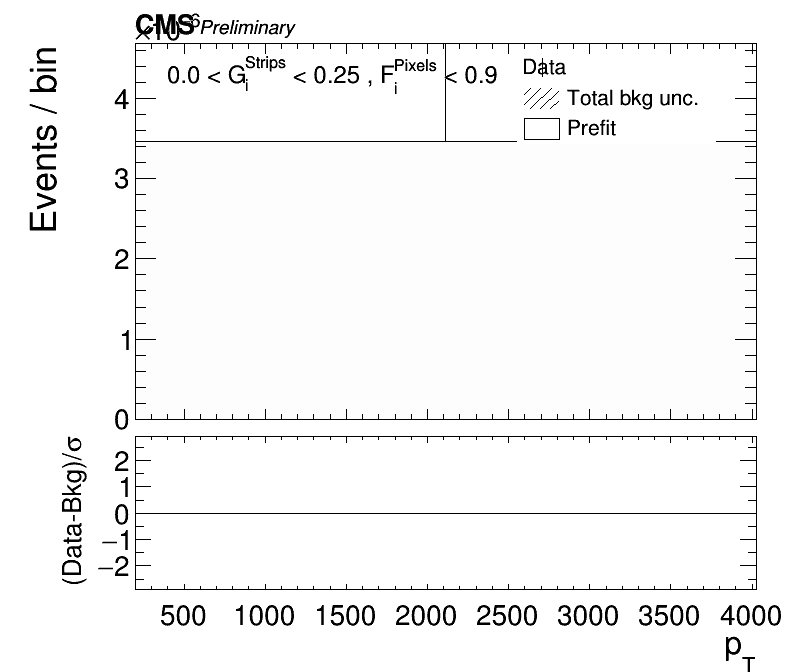 CMS Preliminary
×10⁻⁶
Events / bin
0.0 < G_i^Strips < 0.25 , F_i^Pixels < 0.9
Data
Total bkg unc.
Prefit
4
3
2
1
0
(Data-Bkg)/σ
2
1
0
−1
−2
500 1000 1500 2000 2500 3000 3500 4000
p_T